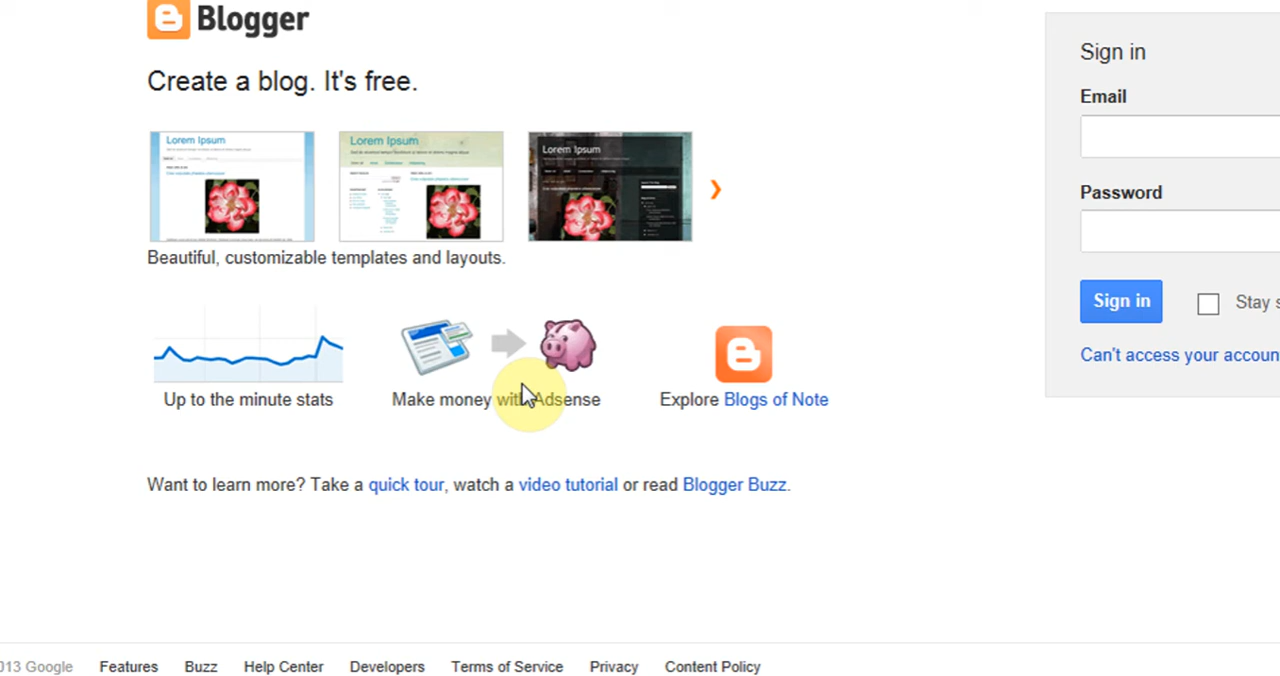 Blogger
Create a blog. It's free.
Lorem Ipsum
Lorem Ipsum
Lorem Ipsum
Beautiful, customizable templates and layouts.
Up to the minute stats
Make money with Adsense
Explore Blogs of Note
Want to learn more? Take a quick tour, watch a video tutorial or read Blogger Buzz.
Sign in
Email
Password
Sign in
Stay s
Can't access your accoun
013 Google
Features
Buzz
Help Center
Developers
Terms of Service
Privacy
Content Policy